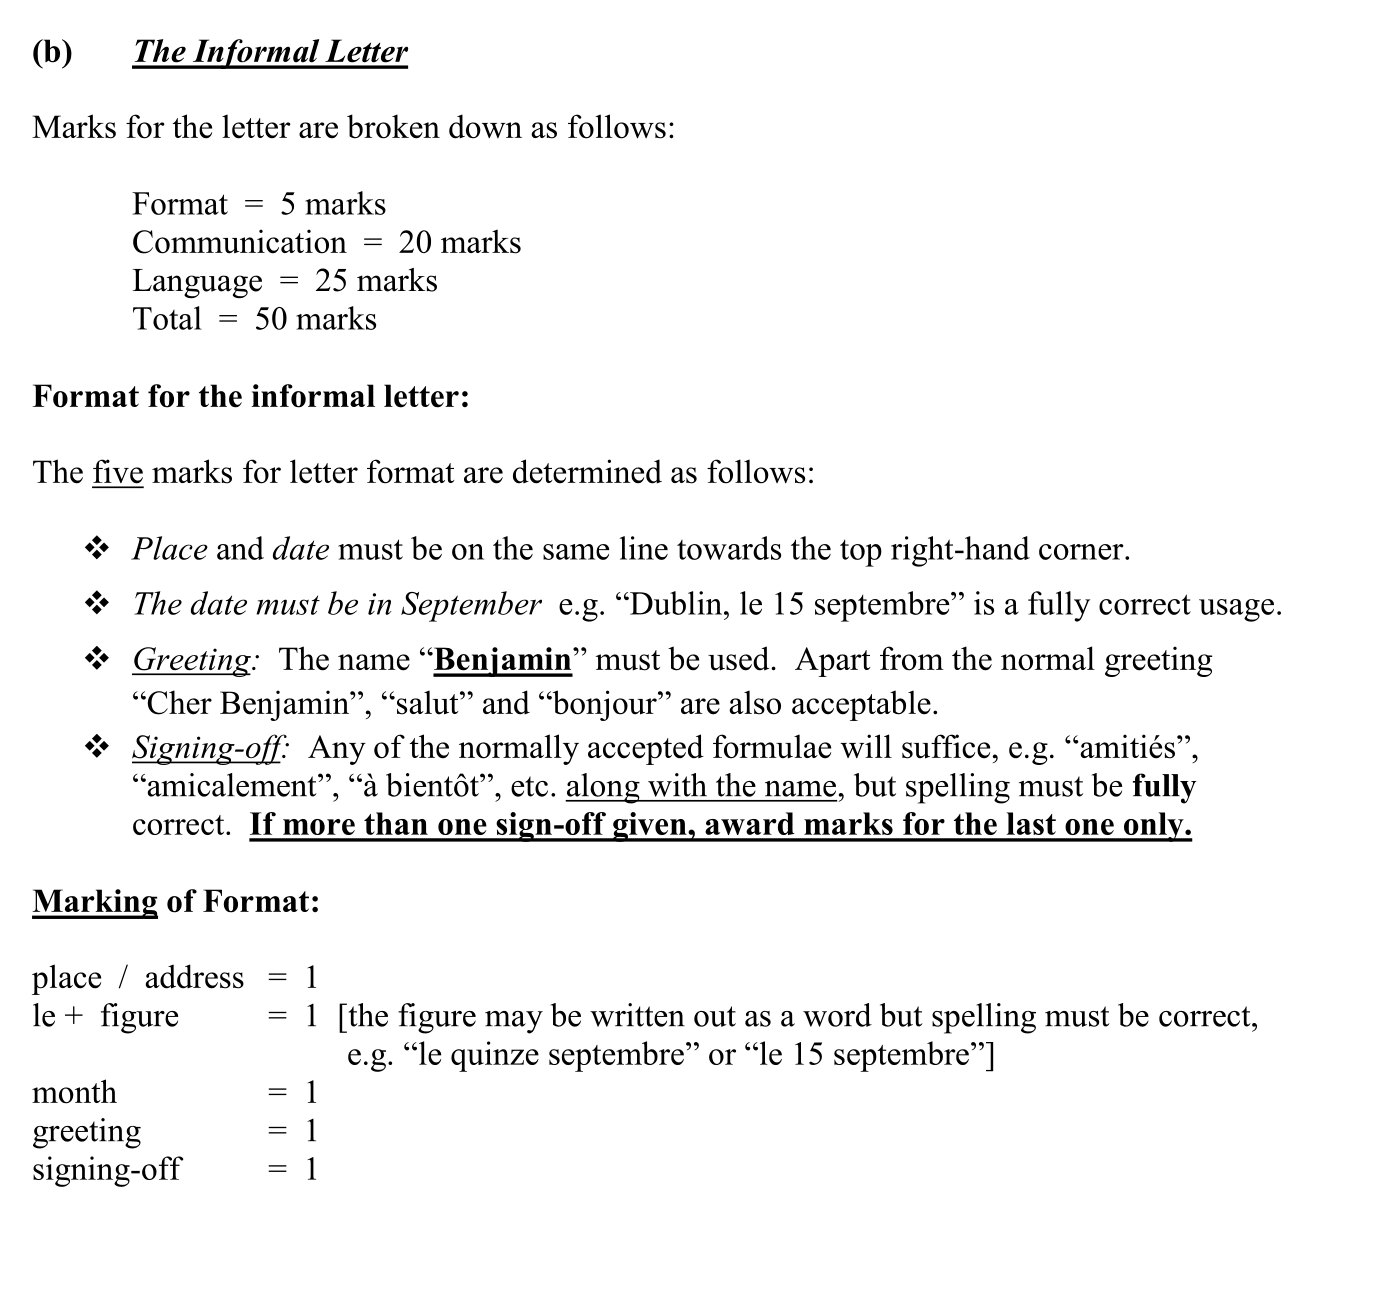 (b) The Informal Letter
Marks for the letter are broken down as follows:
Format = 5 marks
Communication = 20 marks
Language = 25 marks
Total = 50 marks
Format for the informal letter:
The five marks for letter format are determined as follows:
❖ Place and date must be on the same line towards the top right-hand corner.
❖ The date must be in September e.g. “Dublin, le 15 septembre” is a fully correct usage.
❖ Greeting: The name “Benjamin” must be used. Apart from the normal greeting
“Cher Benjamin”, “salut” and “bonjour” are also acceptable.
❖ Signing-off: Any of the normally accepted formulae will suffice, e.g. “amitiés”,
“amicalement”, “à bientôt”, etc. along with the name, but spelling must be fully
correct. If more than one sign-off given, award marks for the last one only.
Marking of Format:
place / address = 1
le + figure = 1 [the figure may be written out as a word but spelling must be correct,
e.g. “le quinze septembre” or “le 15 septembre”]
month = 1
greeting = 1
signing-off = 1